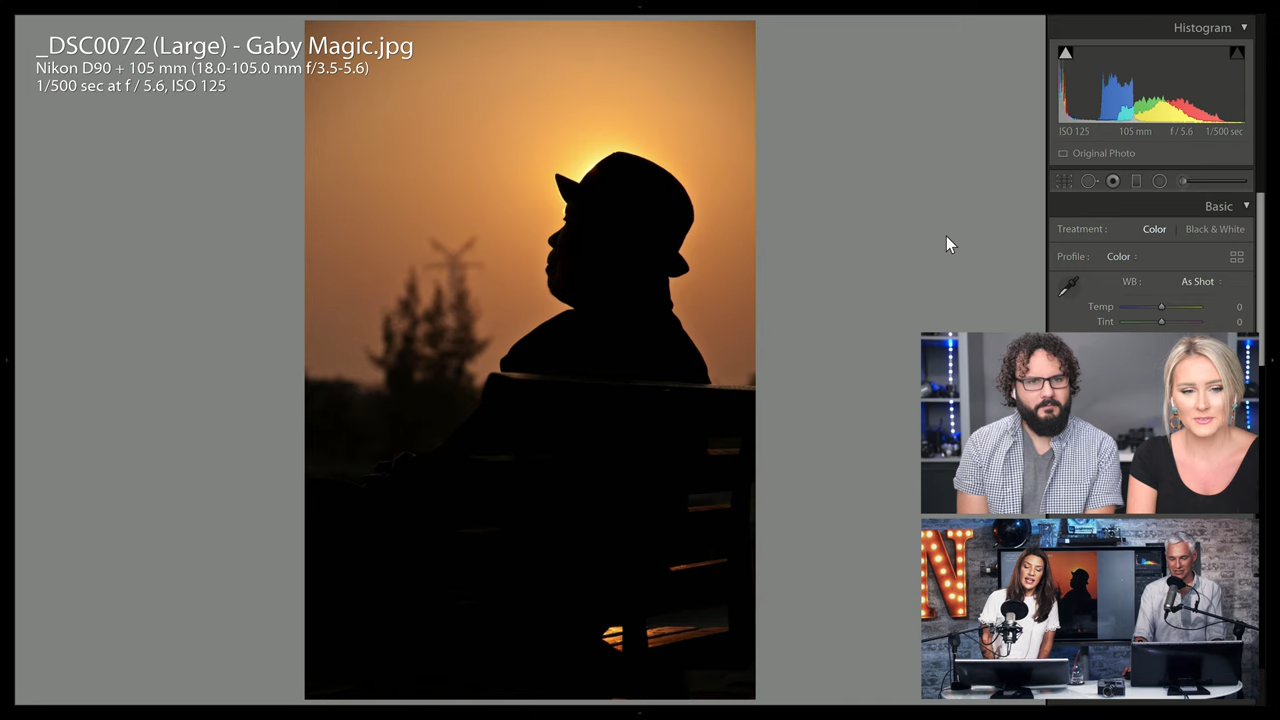 _DSC0072 (Large) - Gaby Magic.jpg
Nikon D90 + 105 mm (18.0-105.0 mm f/3.5-5.6)
1/500 sec at f / 5.6, ISO 125
Histogram
ISO 125 105 mm f / 5.6 1/500 sec
Original Photo
Basic
Treatment : Color Black & White
Profile : Color
WB : As Shot
Temp 0
Tint 0
N